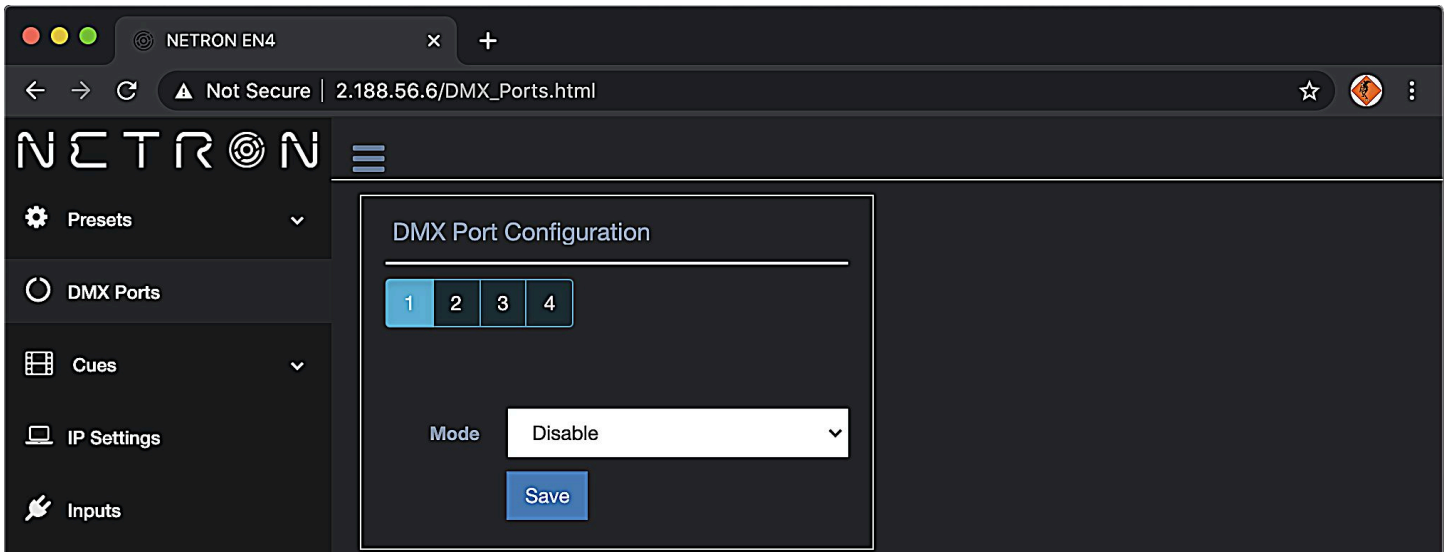 NETRON EN4
Not Secure | 2.188.56.6/DMX_Ports.html
NETRON
Presets
DMX Port Configuration
DMX Ports
1 2 3 4
Cues
Mode Disable
IP Settings
Save
Inputs